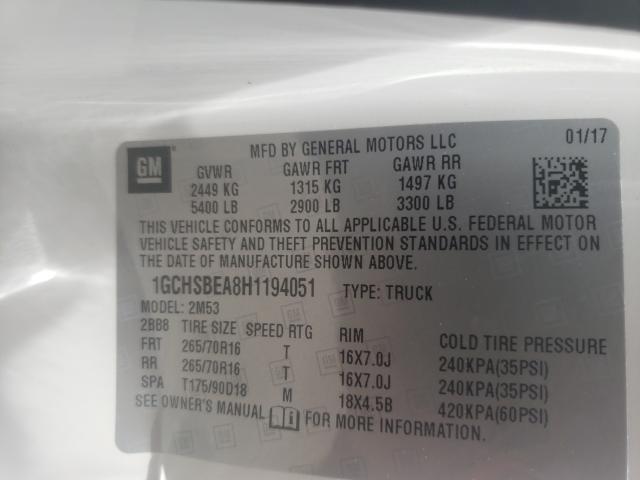 MFD BY GENERAL MOTORS LLC 01/17
GM
GVWR GAWR FRT GAWR RR
2449 KG 1315 KG 1497 KG
5400 LB 2900 LB 3300 LB
THIS VEHICLE CONFORMS TO ALL APPLICABLE U.S. FEDERAL MOTOR
VEHICLE SAFETY AND THEFT PREVENTION STANDARDS IN EFFECT ON
THE DATE OF MANUFACTURE SHOWN ABOVE.
1GCHSBEA8H1194051 TYPE: TRUCK
MODEL: 2M53
2BB8 TIRE SIZE SPEED RTG RIM COLD TIRE PRESSURE
FRT 265/70R16 T 16X7.0J 240KPA(35PSI)
RR 265/70R16 T 16X7.0J 240KPA(35PSI)
SPA T175/90D18 M 18X4.5B 420KPA(60PSI)
SEE OWNER'S MANUAL FOR MORE INFORMATION.